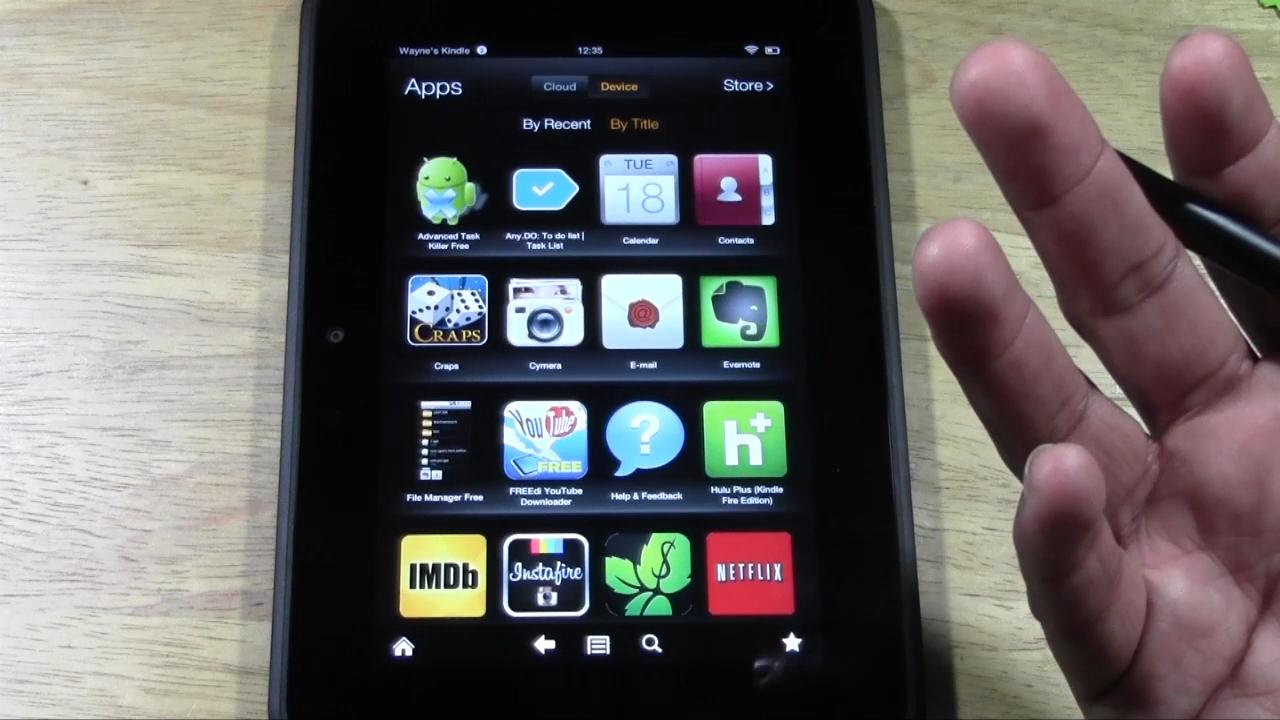 Wayne's Kindle 2 12:35
Apps Cloud Device Store >
By Recent By Title
TUE
18
Advanced Task
Killer Free
Any.DO: To do list |
Task List
Calendar
Contacts
CRAPS
@
Craps
Cymera
E-mail
Evernote
YouTube
FREE
?
h+
File Manager Free
FREEdi YouTube
Downloader
Help & Feedback
Hulu Plus (Kindle
Fire Edition)
IMDb
Instafire
$
NETFLIX